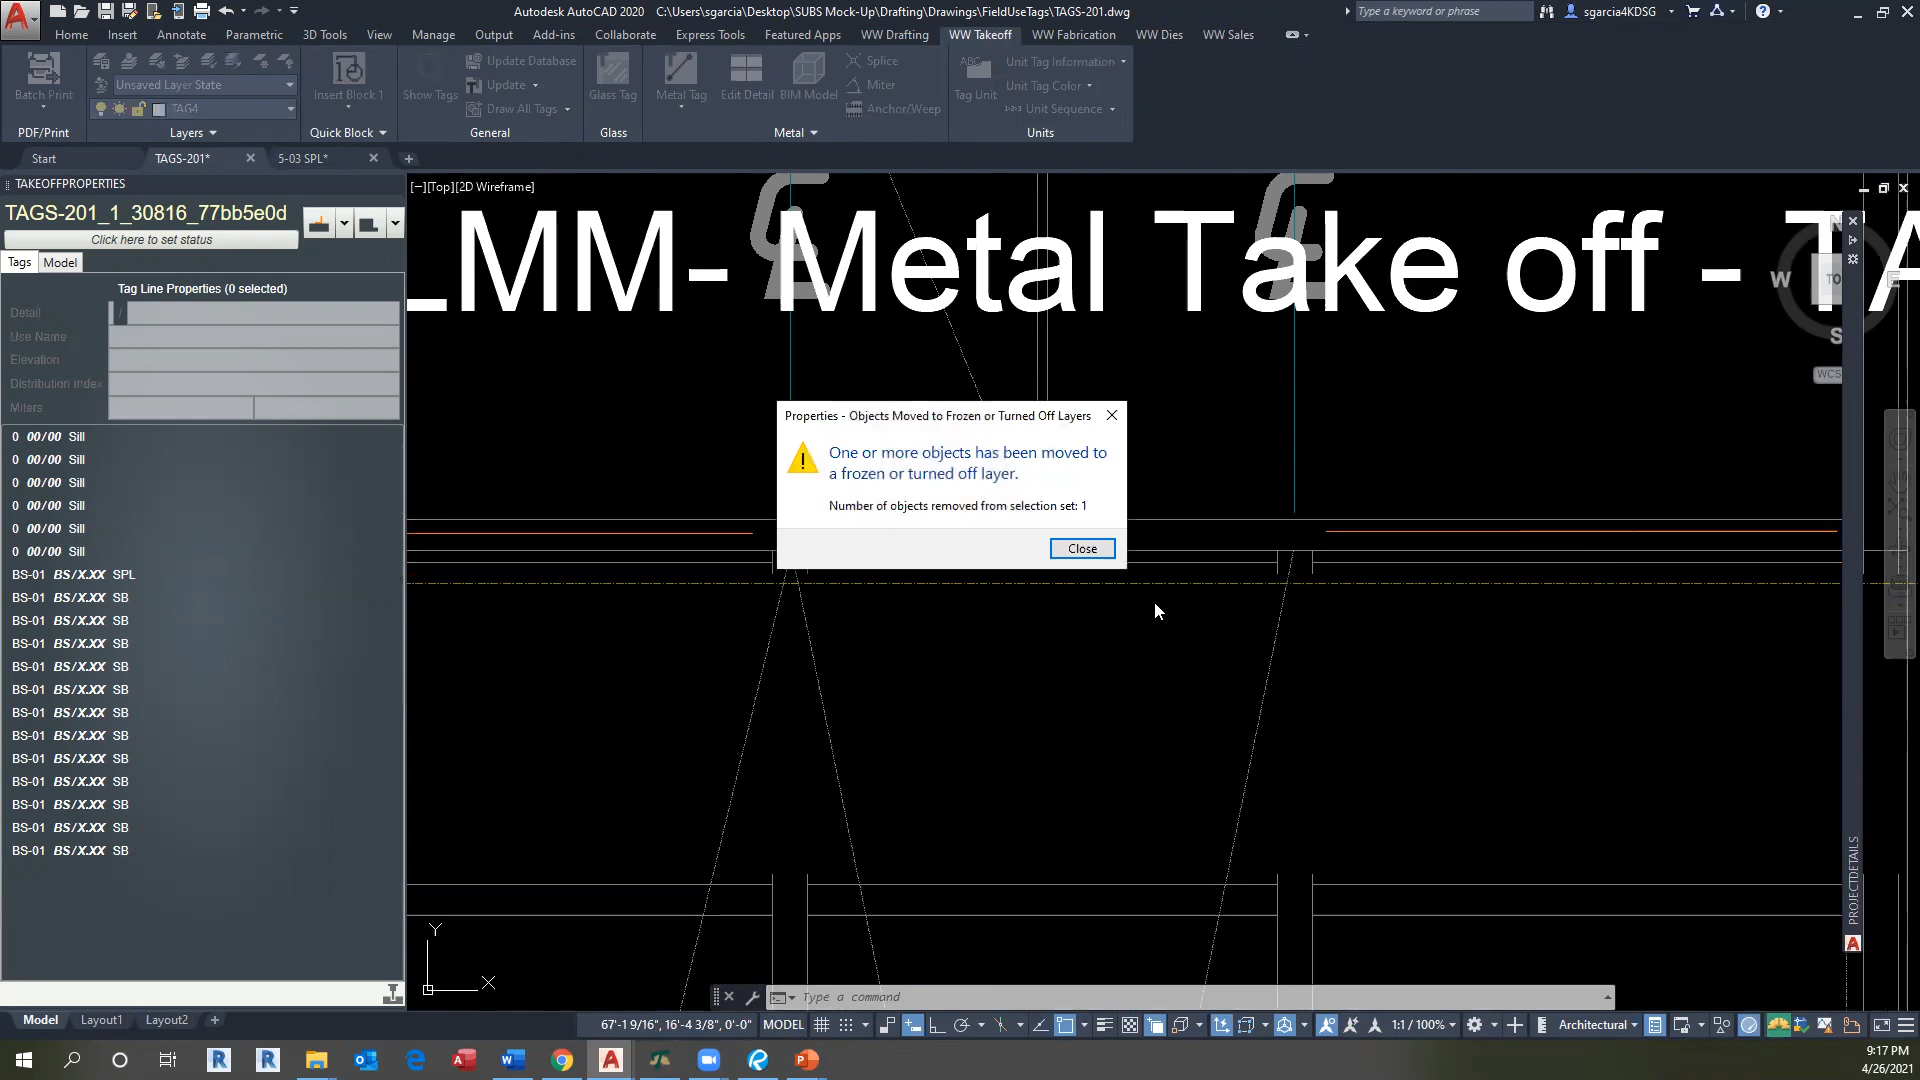 Autodesk AutoCAD 2020 C:\Users\sgarcia\Desktop\SUBS Mock-Up\Drafting\Drawings\FieldUseTags\TAGS-201.dwg
Type a keyword or phrase
sgarcia4KDSG
Home Insert Annotate Parametric 3D Tools View Manage Output Add-ins Collaborate Express Tools Featured Apps WW Drafting WW Takeoff WW Fabrication WW Dies WW Sales
Batch Print
Unsaved Layer State
TAG4
Insert Block 1
Show Tags
Update Database
Update
Draw All Tags
Glass Tag
Metal Tag
Edit Detail
BIM Model
Splice
Miter
Anchor/Weep
ABC
Tag Unit
Unit Tag Information
Unit Tag Color
Unit Sequence
PDF/Print Layers Quick Block General Glass Metal Units
Start TAGS-201* 5-03 SPL*
TAKEOFFPROPERTIES
TAGS-201_1_30816_77bb5e0d
Click here to set status
Tags Model
Tag Line Properties (0 selected)
Detail /
Use Name
Elevation
Distribution Index
Miters
0 00/00 Sill
0 00/00 Sill
0 00/00 Sill
0 00/00 Sill
0 00/00 Sill
0 00/00 Sill
BS-01 BS/X.XX SPL
BS-01 BS/X.XX SB
BS-01 BS/X.XX SB
BS-01 BS/X.XX SB
BS-01 BS/X.XX SB
BS-01 BS/X.XX SB
BS-01 BS/X.XX SB
BS-01 BS/X.XX SB
BS-01 BS/X.XX SB
BS-01 BS/X.XX SB
BS-01 BS/X.XX SB
BS-01 BS/X.XX SB
BS-01 BS/X.XX SB
[−][Top][2D Wireframe]
LMM- Metal Take off - TA
W TO E
S
WCS
Properties - Objects Moved to Frozen or Turned Off Layers
One or more objects has been moved to
a frozen or turned off layer.
Number of objects removed from selection set: 1
Close
PROJECTDETAILS
Y
X
Type a command
Model Layout1 Layout2
67'-1 9/16", 16'-4 3/8", 0'-0" MODEL
1:1 / 100%
Architectural
9:17 PM
4/26/2021